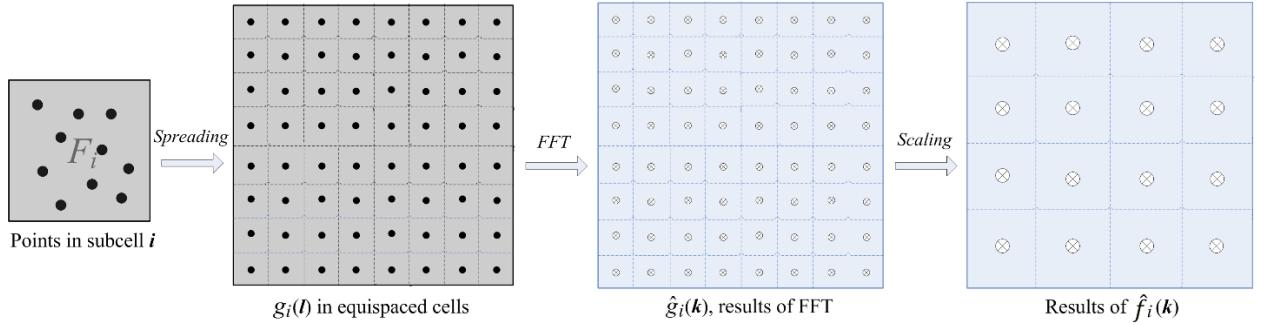 F_i
Points in subcell i
Spreading
g_i(l) in equispaced cells
FFT
ĝ_i(k), results of FFT
Scaling
Results of f̂_i(k)